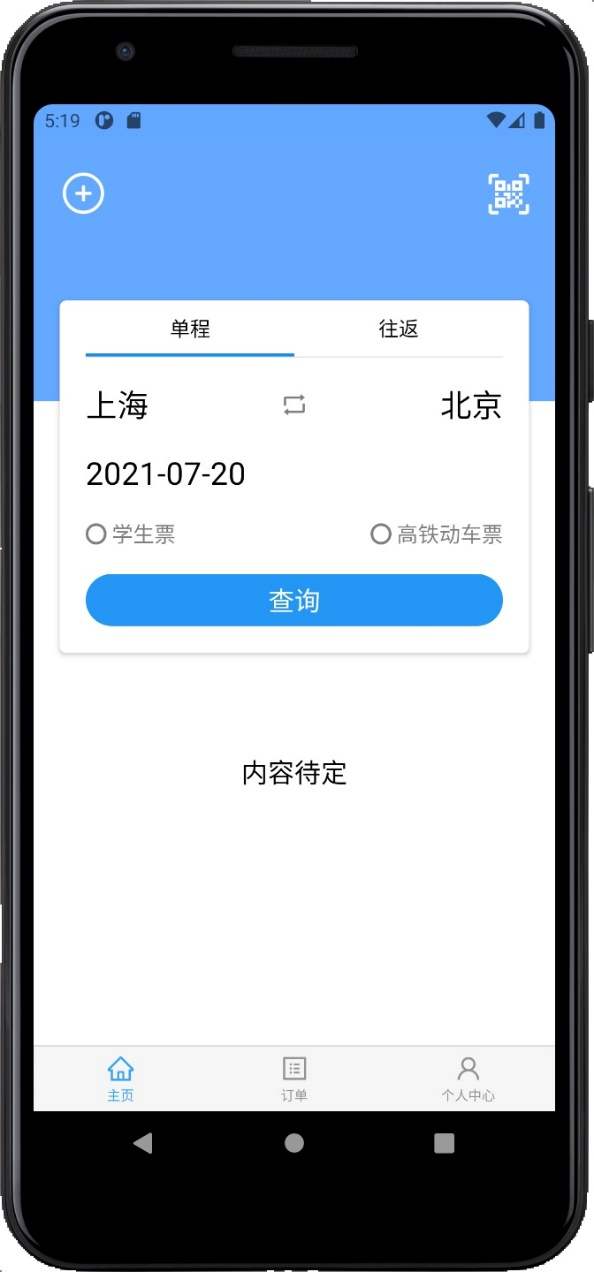 5:19
单程 往返
上海 北京
2021-07-20
学生票 高铁动车票
查询
内容待定
主页 订单 个人中心